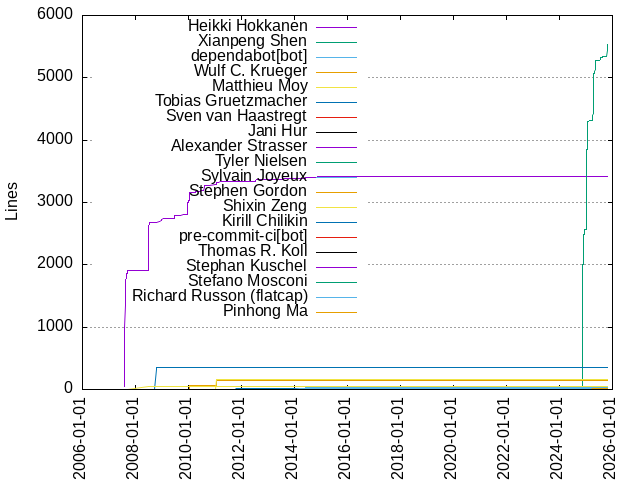 6000
5000
4000
3000
2000
1000
0
Lines
Heikki Hokkanen
Xianpeng Shen
dependabot[bot]
Wulf C. Krueger
Matthieu Moy
Tobias Gruetzmacher
Sven van Haastregt
Jani Hur
Alexander Strasser
Tyler Nielsen
Sylvain Joyeux
Stephen Gordon
Shixin Zeng
Kirill Chilikin
pre-commit-ci[bot]
Thomas R. Koll
Stephan Kuschel
Stefano Mosconi
Richard Russon (flatcap)
Pinhong Ma
2006-01-01
2008-01-01
2010-01-01
2012-01-01
2014-01-01
2016-01-01
2018-01-01
2020-01-01
2022-01-01
2024-01-01
2026-01-01